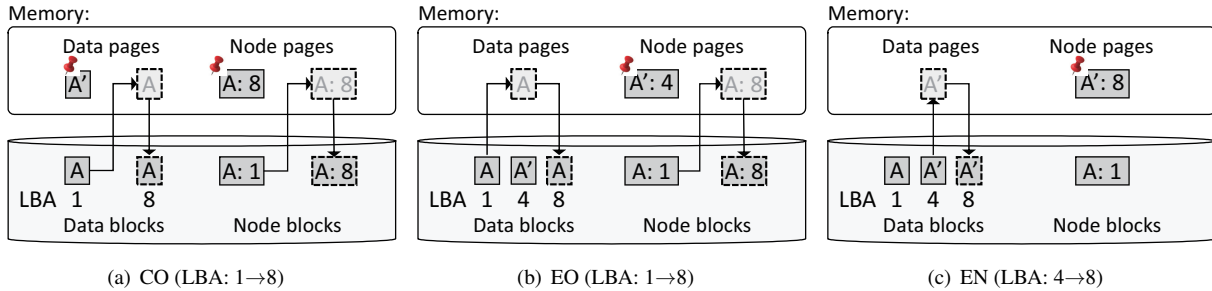 Memory:
Data pages Node pages
A' A A: 8 A: 8
A A A: 1 A: 8
LBA 1 8
Data blocks Node blocks
(a) CO (LBA: 1→8)
Memory:
Data pages Node pages
A A': 4 A: 8
A A' A A: 1 A: 8
LBA 1 4 8
Data blocks Node blocks
(b) EO (LBA: 1→8)
Memory:
Data pages Node pages
A' A': 8
A A' A' A: 1
LBA 1 4 8
Data blocks Node blocks
(c) EN (LBA: 4→8)